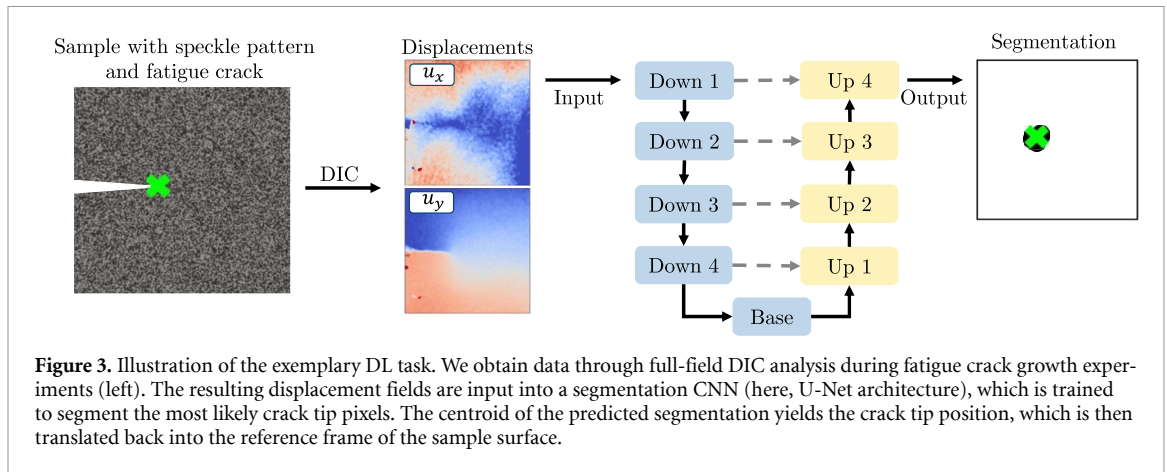 Sample with speckle pattern
and fatigue crack
DIC
Displacements
u_x
u_y
Input
Down 1
Down 2
Down 3
Down 4
Base
Up 4
Up 3
Up 2
Up 1
Output
Segmentation
Figure 3. Illustration of the exemplary DL task. We obtain data through full-field DIC analysis during fatigue crack growth exper-
iments (left). The resulting displacement fields are input into a segmentation CNN (here, U-Net architecture), which is trained
to segment the most likely crack tip pixels. The centroid of the predicted segmentation yields the crack tip position, which is then
translated back into the reference frame of the sample surface.